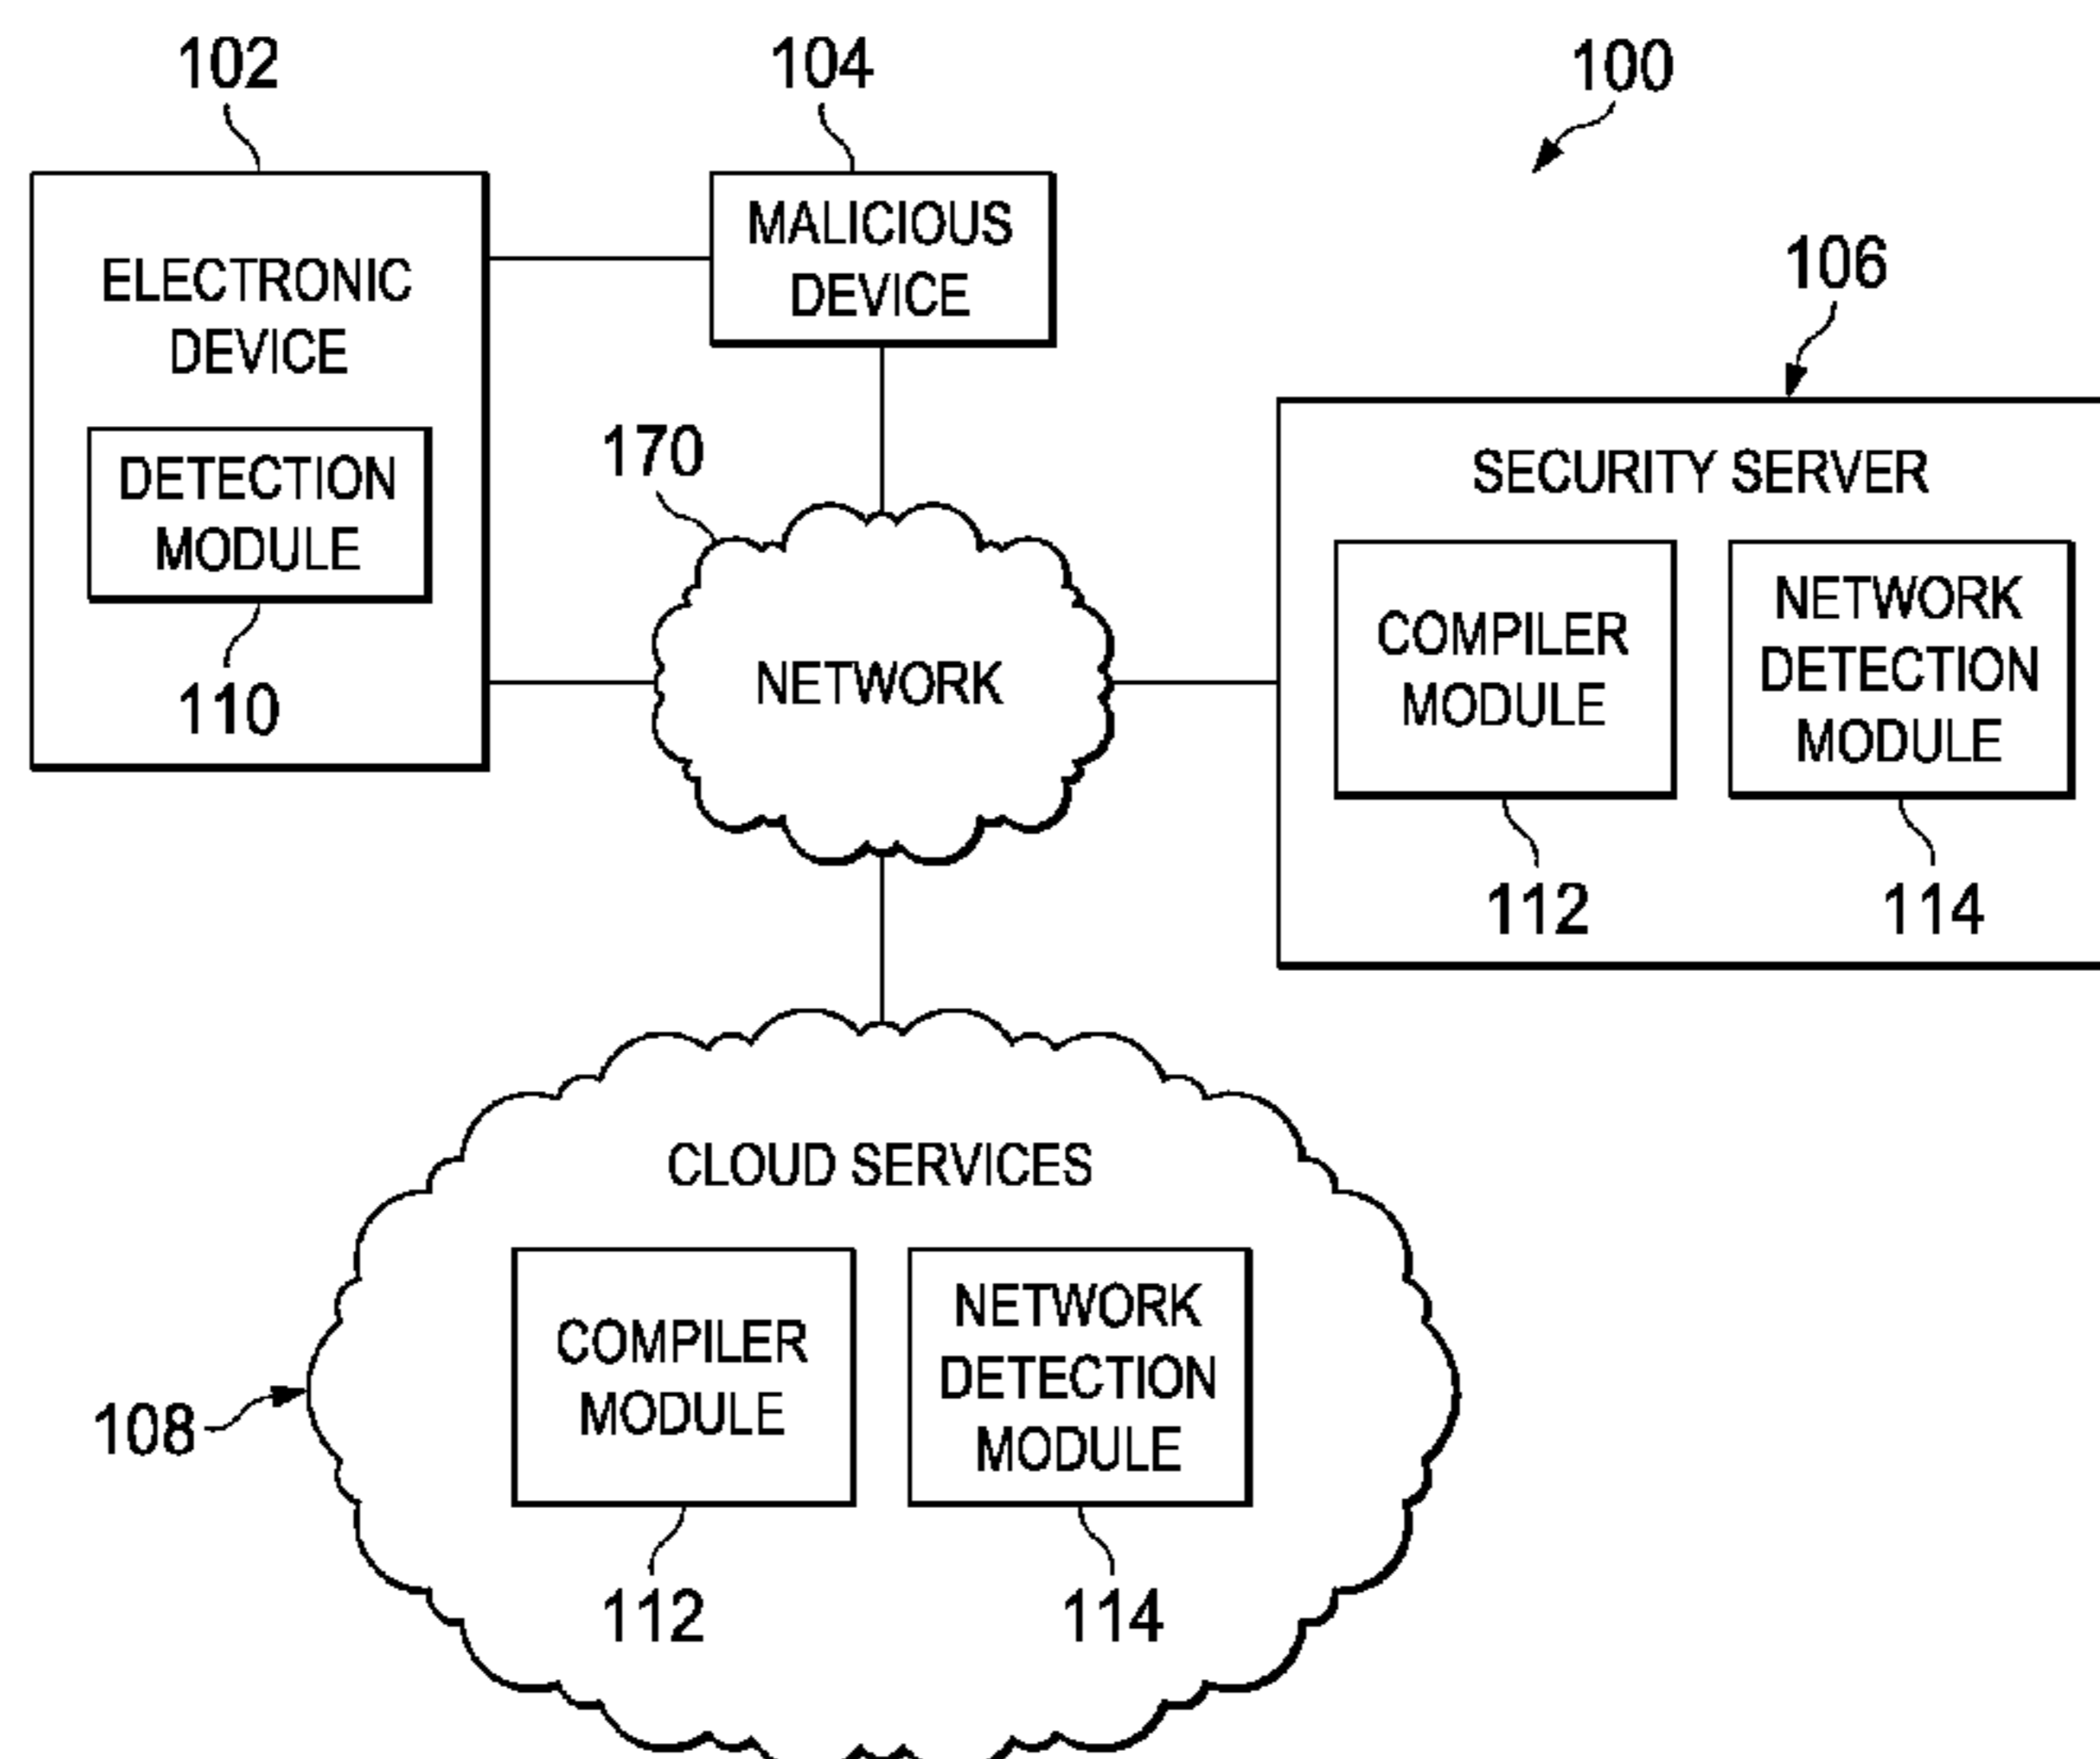 102
104
100
MALICIOUS
DEVICE
106
ELECTRONIC
DEVICE
170
DETECTION
MODULE
SECURITY SERVER
NETWORK
COMPILER
MODULE
NETWORK
DETECTION
MODULE
110
112
114
CLOUD SERVICES
COMPILER
MODULE
NETWORK
DETECTION
MODULE
108
112
114